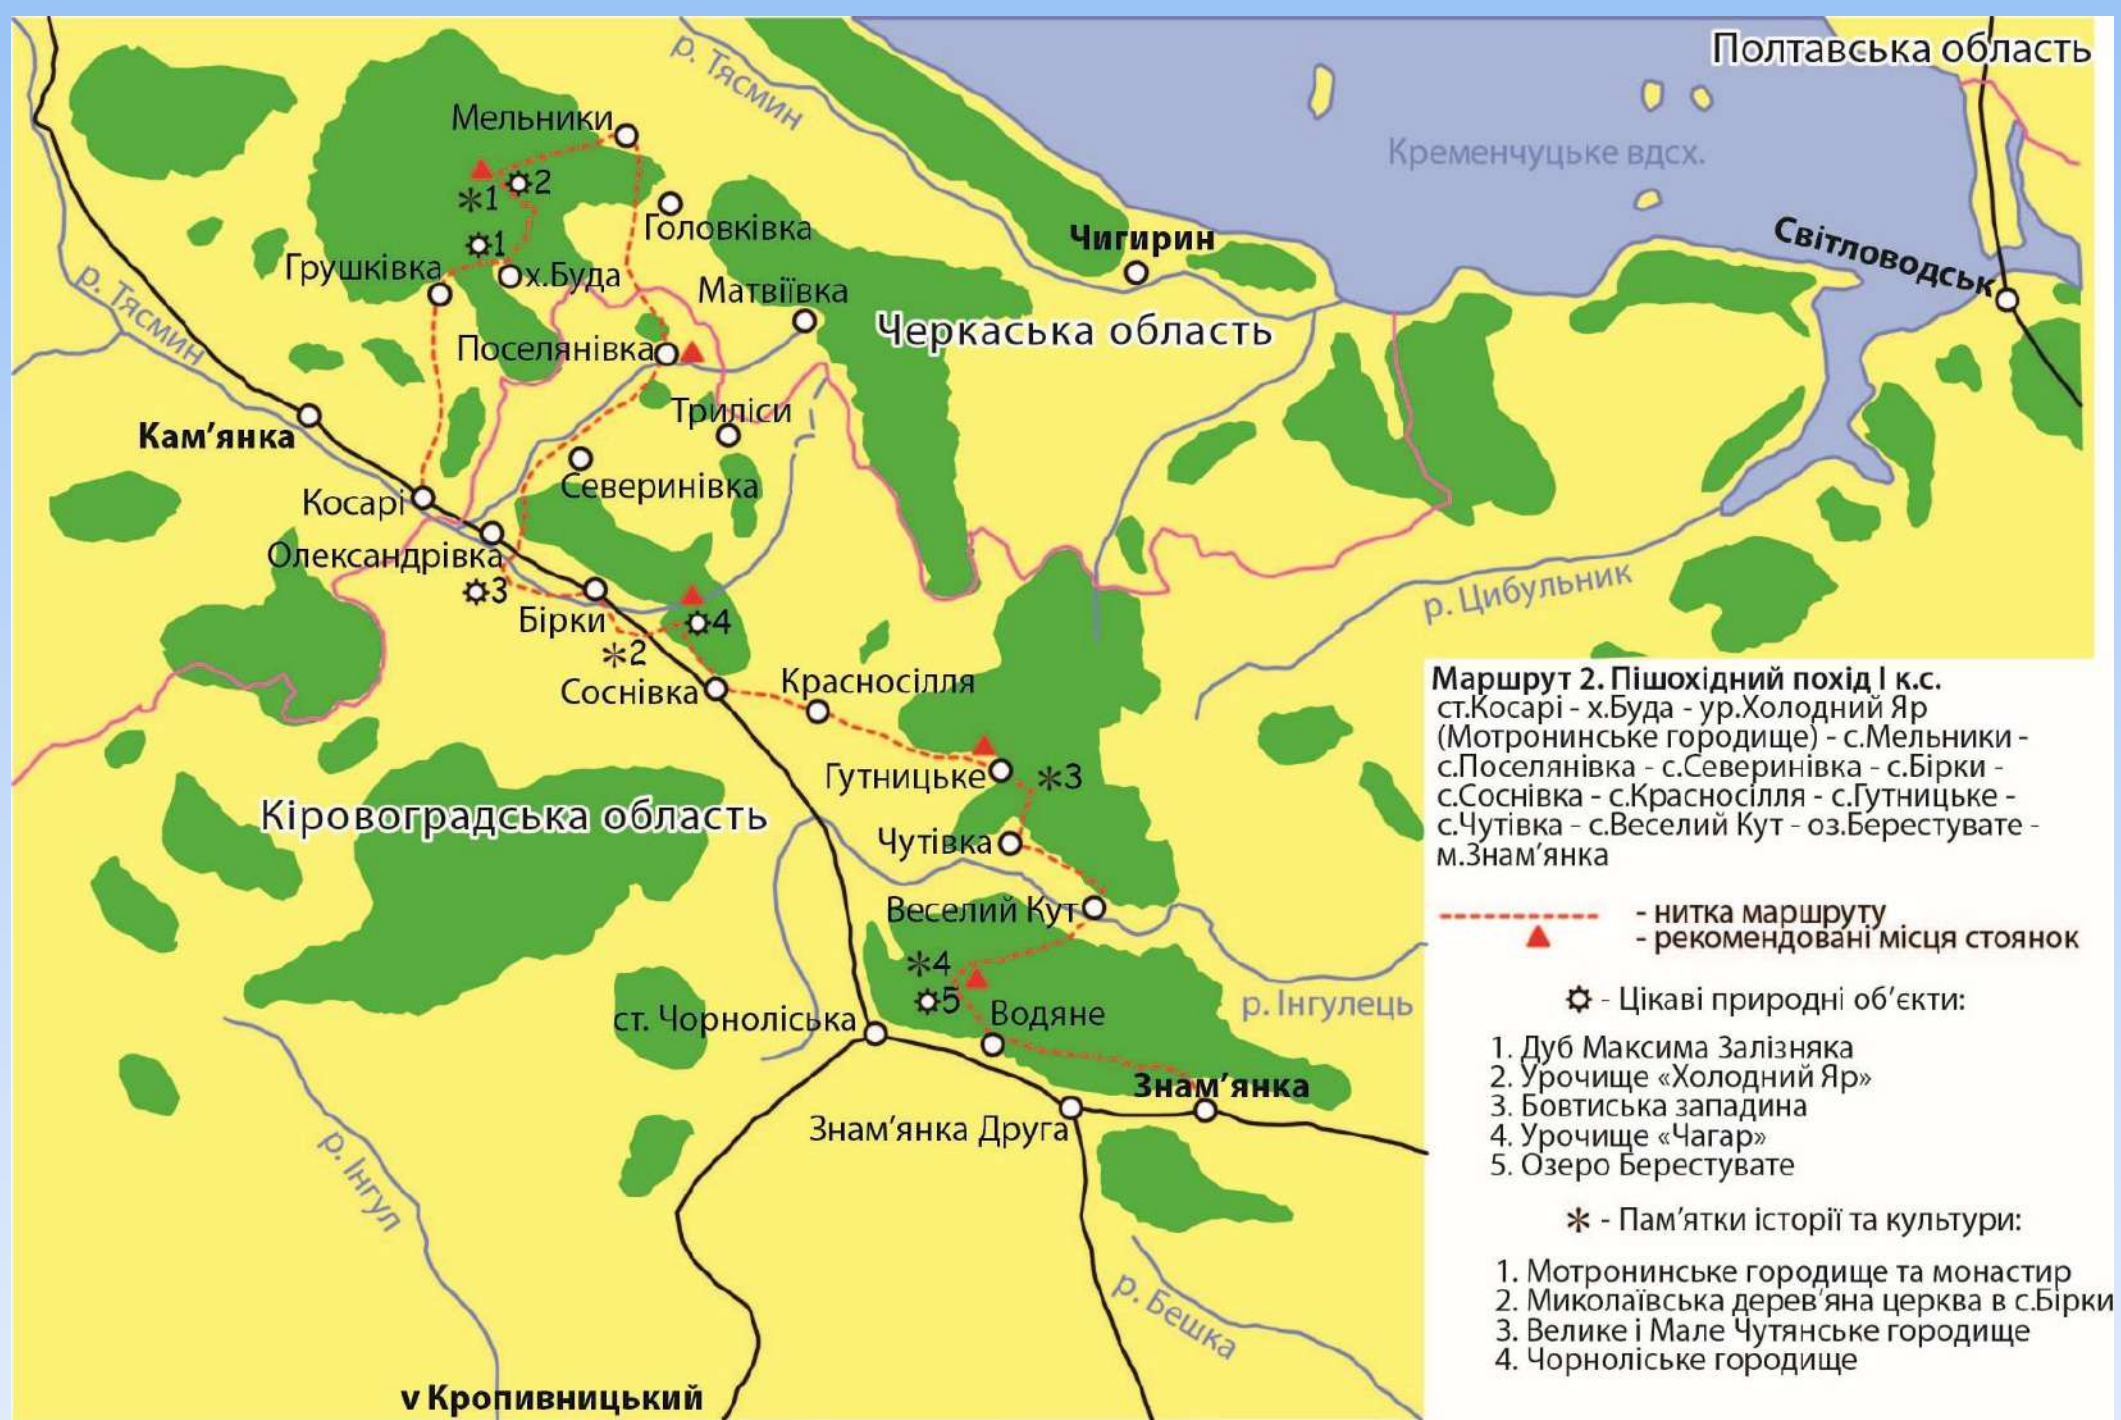 Полтавська область
р. Тясмин
Мельники
Кременчуцьке вдсх.
2
1
Головківка
Чигирин
Світловодськ
1
Грушківка
х.Буда
р. Тясмин
Матвіївка
Черкаська область
Поселянівка
Триліси
Кам’янка
Северинівка
Косарі
Олександрівка
3
р. Цибульник
Бірки
4
2
Соснівка
Красносілля
Гутницьке
3
Кіровоградська область
Чутівка
Веселий Кут
4
5
Водяне
р. Інгулець
ст. Чорноліська
Знам’янка
Знам’янка Друга
р. Інгул
р. Бешка
v Кропивницький
Маршрут 2. Пішохідний похід І к.с.
ст.Косарі - х.Буда - ур.Холодний Яр
(Мотронинське городище) - с.Мельники -
с.Поселянівка - с.Северинівка - с.Бірки -
с.Соснівка - с.Красносілля - с.Гутницьке -
с.Чутівка - с.Веселий Кут - оз.Берестувате -
м.Знам’янка
- нитка маршруту
- рекомендовані місця стоянок
- Цікаві природні об’єкти:
1. Дуб Максима Залізняка
2. Урочище «Холодний Яр»
3. Бовтиська западина
4. Урочище «Чагар»
5. Озеро Берестувате
- Пам’ятки історії та культури:
1. Мотронинське городище та монастир
2. Миколаївська дерев’яна церква в с.Бірки
3. Велике і Мале Чутянське городище
4. Чорноліське городище